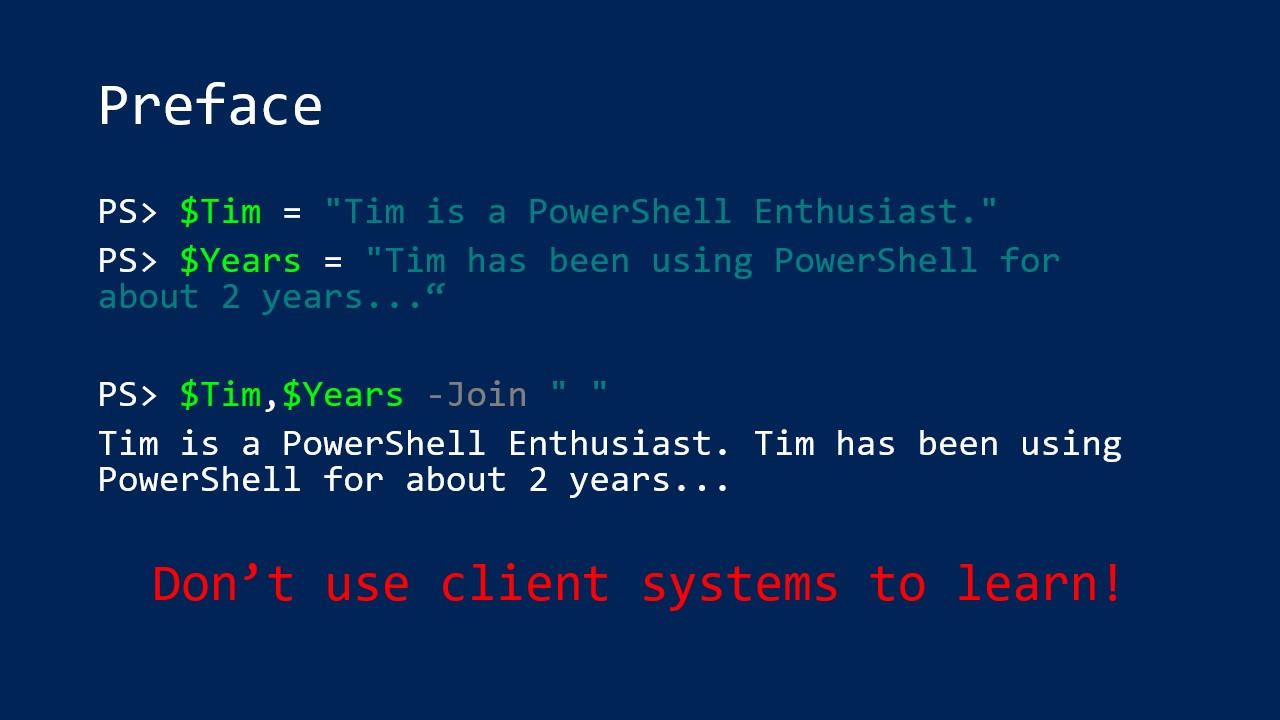 Preface
PS> $Tim = "Tim is a PowerShell Enthusiast."
PS> $Years = "Tim has been using PowerShell for
about 2 years...“
PS> $Tim,$Years -Join " "
Tim is a PowerShell Enthusiast. Tim has been using
PowerShell for about 2 years...
Don’t use client systems to learn!